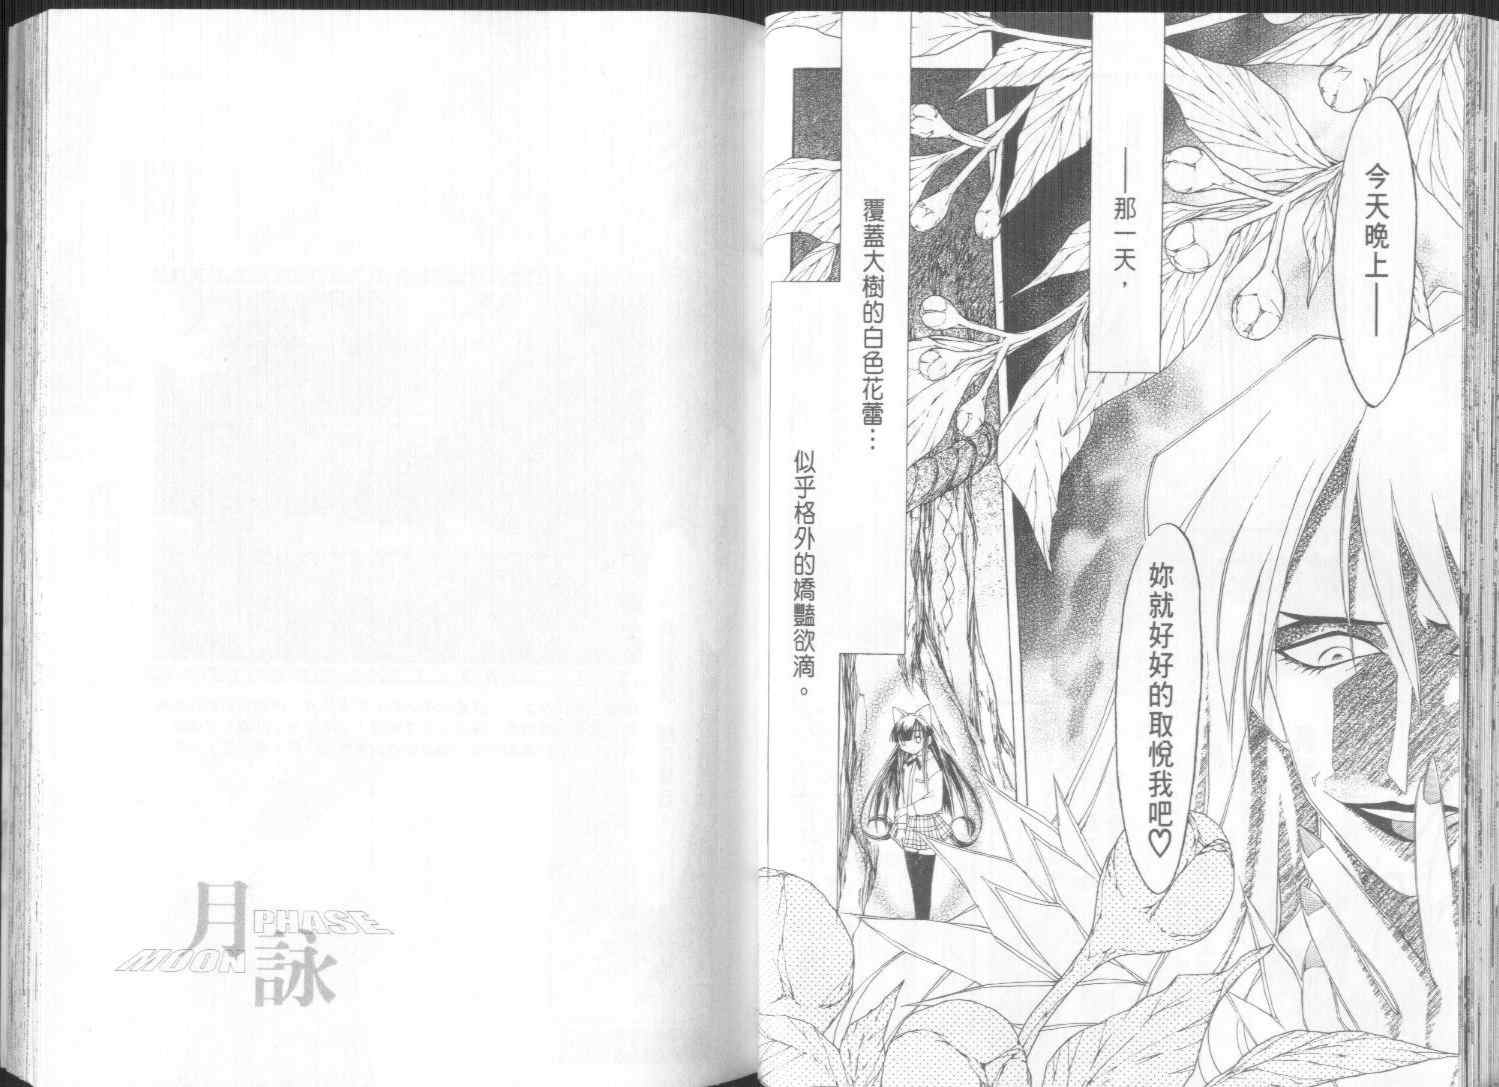 今天晚上——
妳就好好的取悅我吧♡
——那一天，
覆蓋大樹的白色花蕾…
似乎格外的嬌豔欲滴。
月詠
MOON PHASE